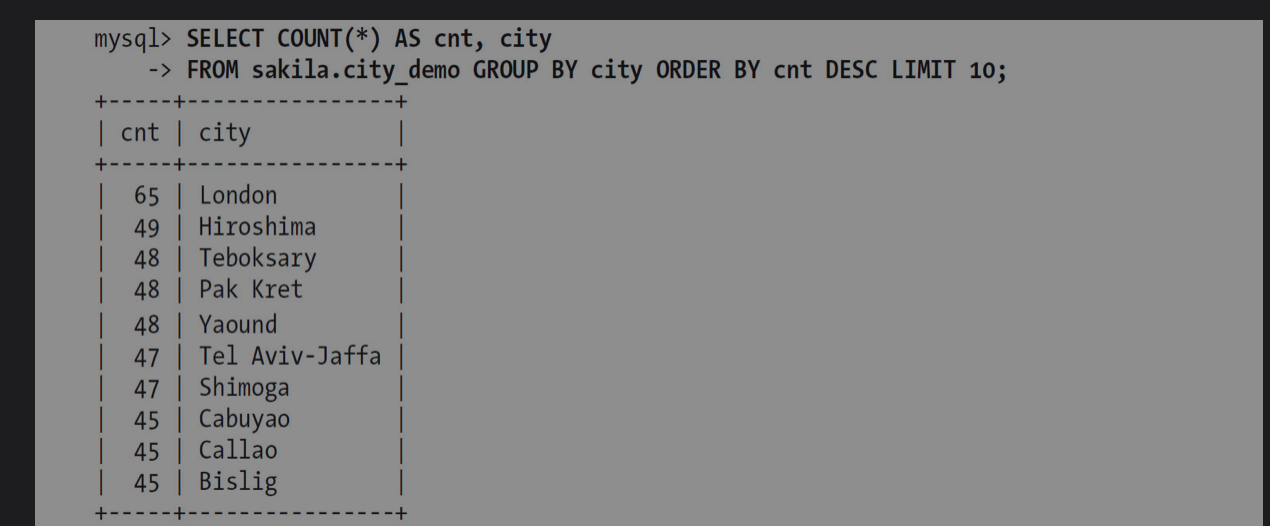 mysql> SELECT COUNT(*) AS cnt, city
-> FROM sakila.city_demo GROUP BY city ORDER BY cnt DESC LIMIT 10;
+-----+----------------+
| cnt | city           |
+-----+----------------+
|  65 | London         |
|  49 | Hiroshima      |
|  48 | Teboksary      |
|  48 | Pak Kret       |
|  48 | Yaound         |
|  47 | Tel Aviv-Jaffa |
|  47 | Shimoga        |
|  45 | Cabuyao        |
|  45 | Callao         |
|  45 | Bislig         |
+-----+----------------+